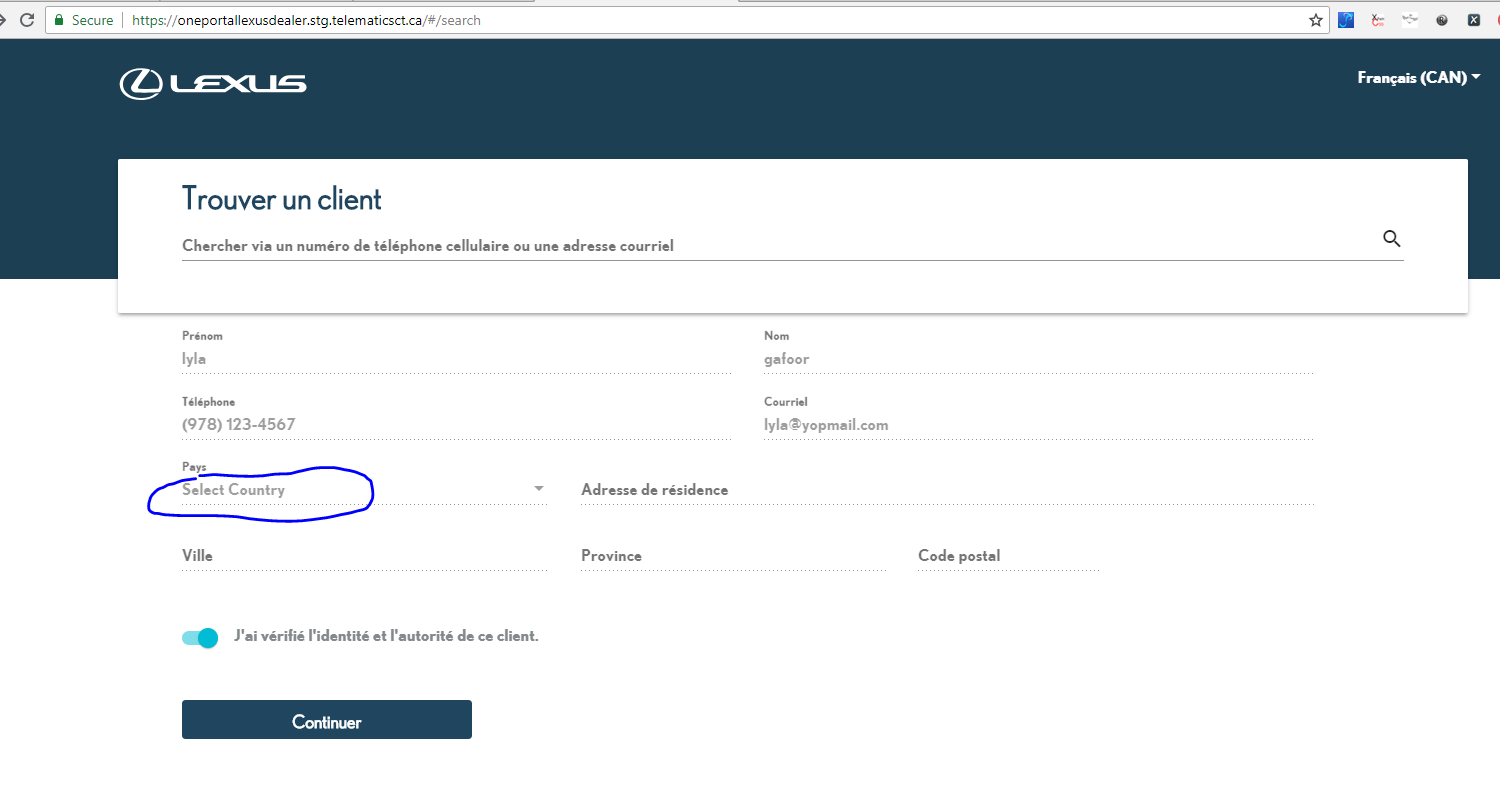 Secure https://oneportallexusdealer.stg.telematicsct.ca/#/search
LEXUS
Français (CAN)
Trouver un client
Chercher via un numéro de téléphone cellulaire ou une adresse courriel
Prénom Nom
lyla gafoor
Téléphone Courriel
(978) 123-4567 lyla@yopmail.com
Pays
Select Country Adresse de résidence
Ville Province Code postal
J'ai vérifié l'identité et l'autorité de ce client.
Continuer